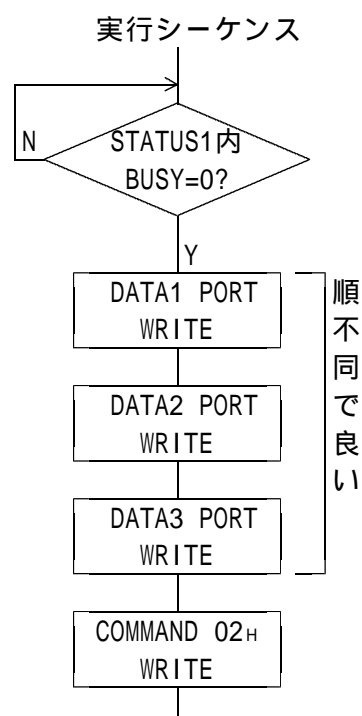 実行シーケンス
N
STATUS1内
BUSY=0?
Y
DATA1 PORT
WRITE
DATA2 PORT
WRITE
DATA3 PORT
WRITE
順不同で良い
COMMAND 02H
WRITE